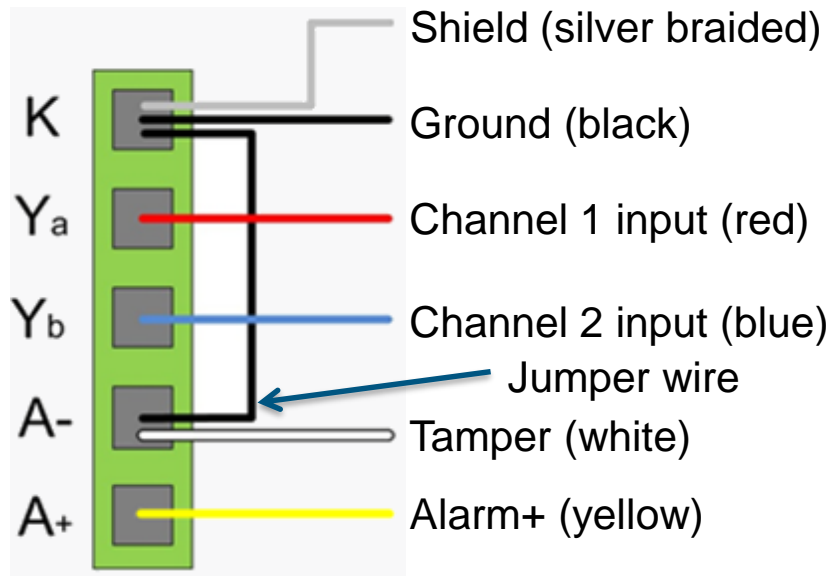 Shield (silver braided)
K Ground (black)
Ya Channel 1 input (red)
Yb Channel 2 input (blue)
Jumper wire
A- Tamper (white)
A+ Alarm+ (yellow)